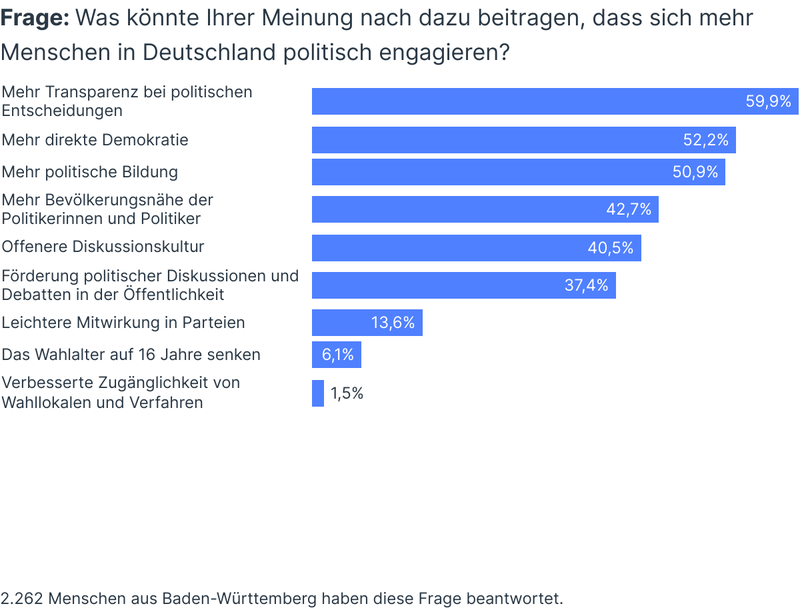 Frage: Was könnte Ihrer Meinung nach dazu beitragen, dass sich mehr
Menschen in Deutschland politisch engagieren?
Mehr Transparenz bei politischen
Entscheidungen
59,9%
Mehr direkte Demokratie
52,2%
Mehr politische Bildung
50,9%
Mehr Bevölkerungsnähe der
Politikerinnen und Politiker
42,7%
Offenere Diskussionskultur
40,5%
Förderung politischer Diskussionen und
Debatten in der Öffentlichkeit
37,4%
Leichtere Mitwirkung in Parteien
13,6%
Das Wahlalter auf 16 Jahre senken
6,1%
Verbesserte Zugänglichkeit von
Wahllokalen und Verfahren
1,5%
2.262 Menschen aus Baden-Württemberg haben diese Frage beantwortet.